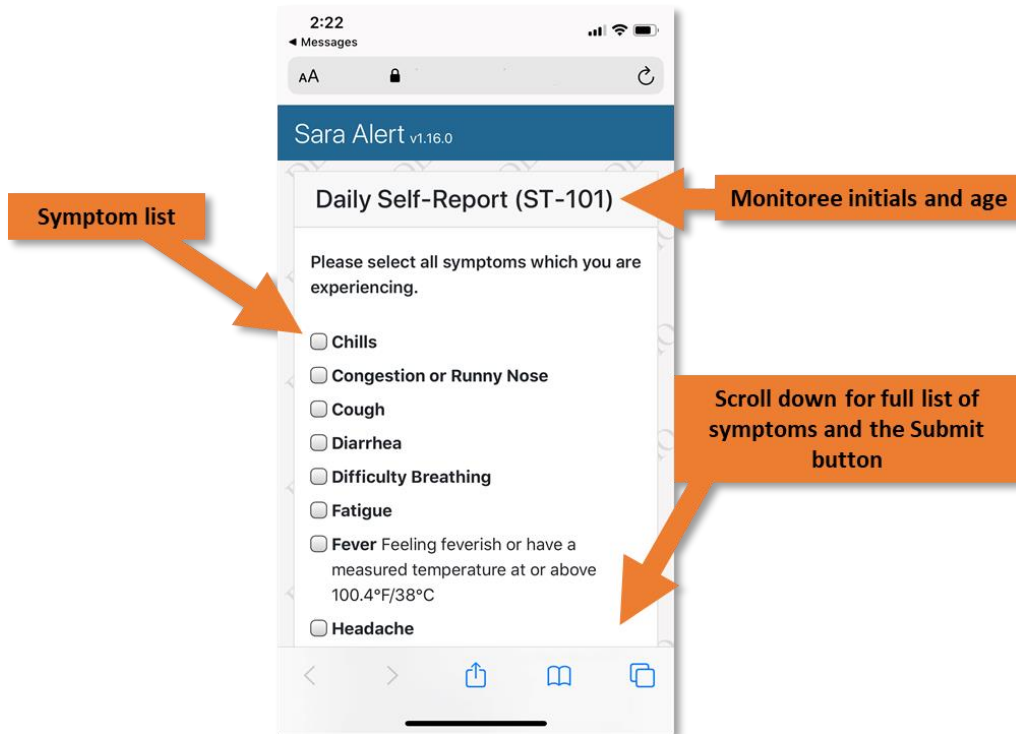 2:22
Messages
AA
Sara Alert v1.16.0
Daily Self-Report (ST-101)
Monitoree initials and age
Symptom list
Please select all symptoms which you are
experiencing.
Chills
Congestion or Runny Nose
Cough
Diarrhea
Difficulty Breathing
Fatigue
Fever Feeling feverish or have a
measured temperature at or above
100.4°F/38°C
Headache
Scroll down for full list of
symptoms and the Submit
button